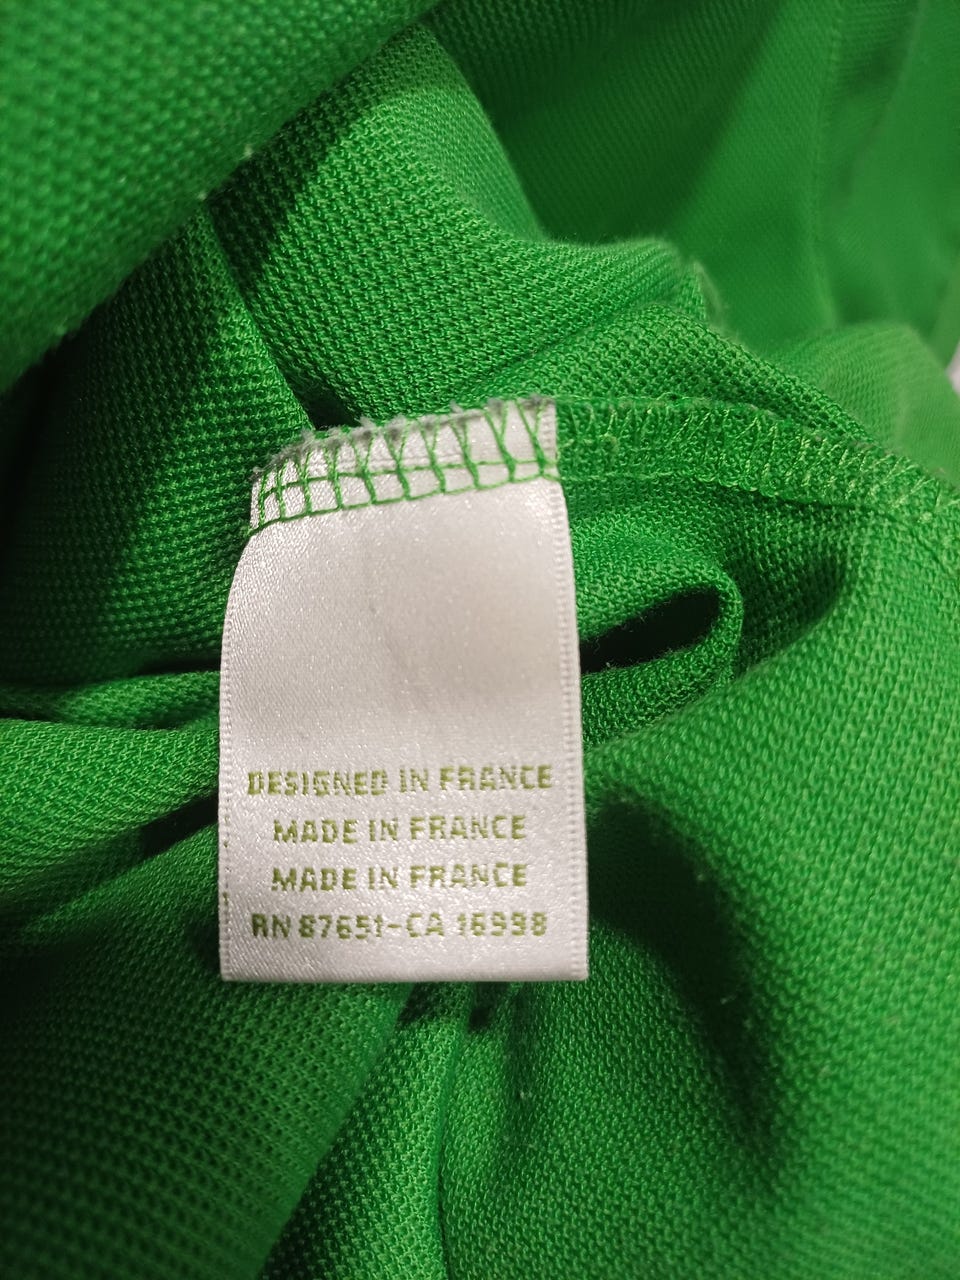 DESIGNED IN FRANCE
MADE IN FRANCE
MADE IN FRANCE
RN 87651-CA 16998